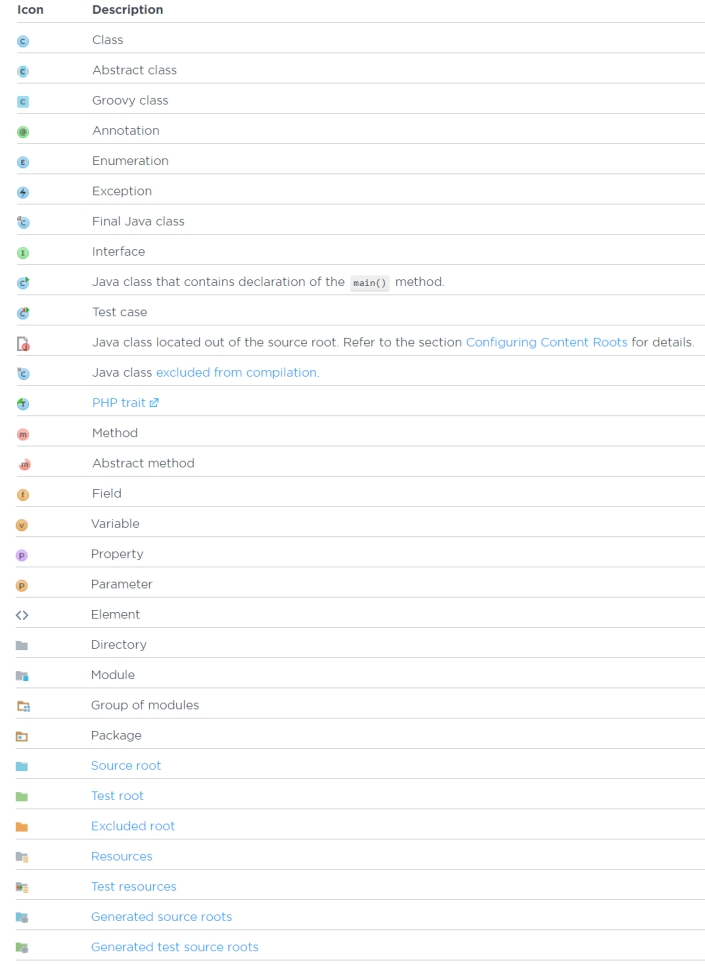 Icon Description
C Class
C Abstract class
C Groovy class
@ Annotation
E Enumeration
Exception
C Final Java class
I Interface
C Java class that contains declaration of the main() method.
C Test case
J Java class located out of the source root. Refer to the section Configuring Content Roots for details.
C Java class excluded from compilation.
T PHP trait
m Method
m Abstract method
f Field
v Variable
p Property
p Parameter
<> Element
Directory
Module
Group of modules
Package
Source root
Test root
Excluded root
Resources
Test resources
Generated source roots
Generated test source roots